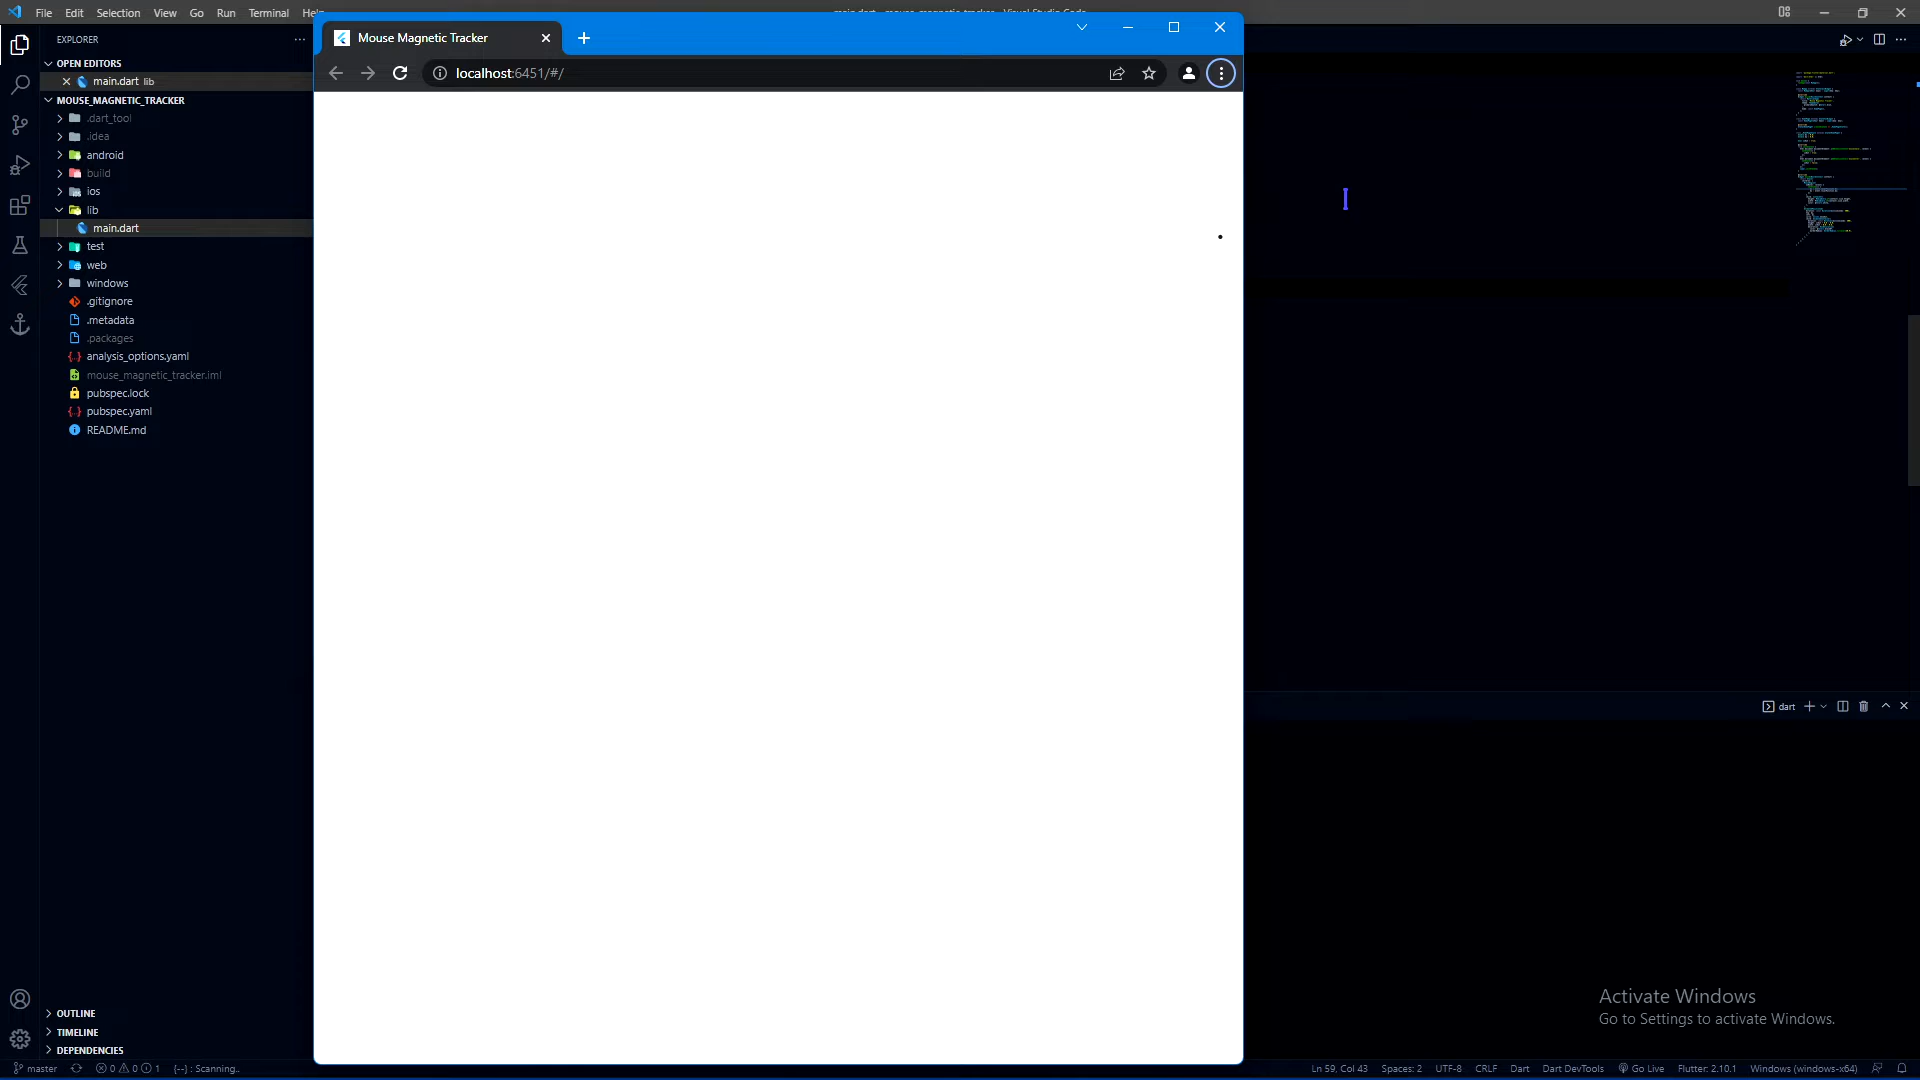 File Edit Selection View Go Run Terminal Help
EXPLORER
OPEN EDITORS
main.dart lib
MOUSE_MAGNETIC_TRACKER
.dart_tool
.idea
android
build
ios
lib
main.dart
test
web
windows
.gitignore
.metadata
.packages
analysis_options.yaml
mouse_magnetic_tracker.iml
pubspec.lock
pubspec.yaml
README.md
OUTLINE
TIMELINE
DEPENDENCIES
Mouse Magnetic Tracker
localhost:6451/#/
dart
Activate Windows
Go to Settings to activate Windows.
master 0 0 1 {--} : Scanning.. Ln 59, Col 43 Spaces: 2 UTF-8 CRLF Dart Dart DevTools Go Live Flutter: 2.10.1 Windows (windows-x64)